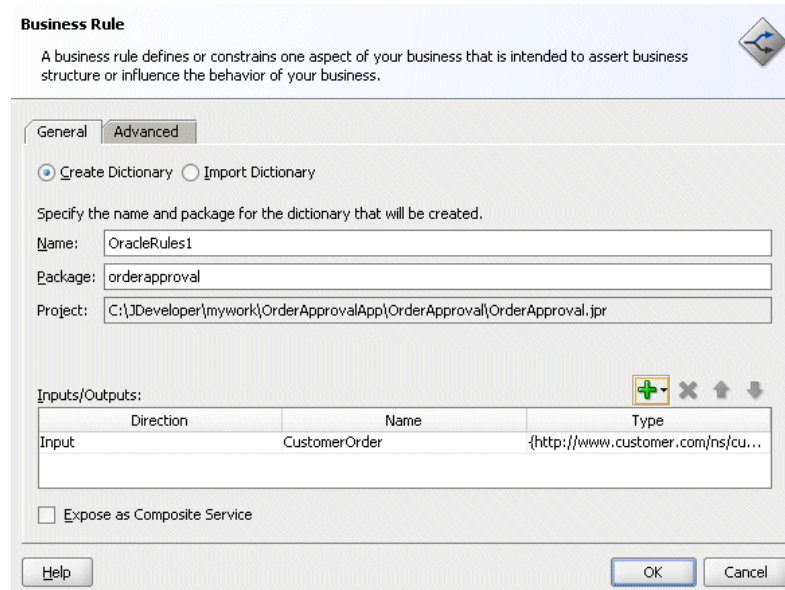 Business Rule
A business rule defines or constrains one aspect of your business that is intended to assert business
structure or influence the behavior of your business.
General Advanced
Create Dictionary Import Dictionary
Specify the name and package for the dictionary that will be created.
Name: OracleRules1
Package: orderapproval
Project: C:\JDeveloper\mywork\OrderApprovalApp\OrderApproval\OrderApproval.jpr
Inputs/Outputs:
Direction Name Type
Input CustomerOrder {http://www.customer.com/ns/cu...
Expose as Composite Service
Help OK Cancel